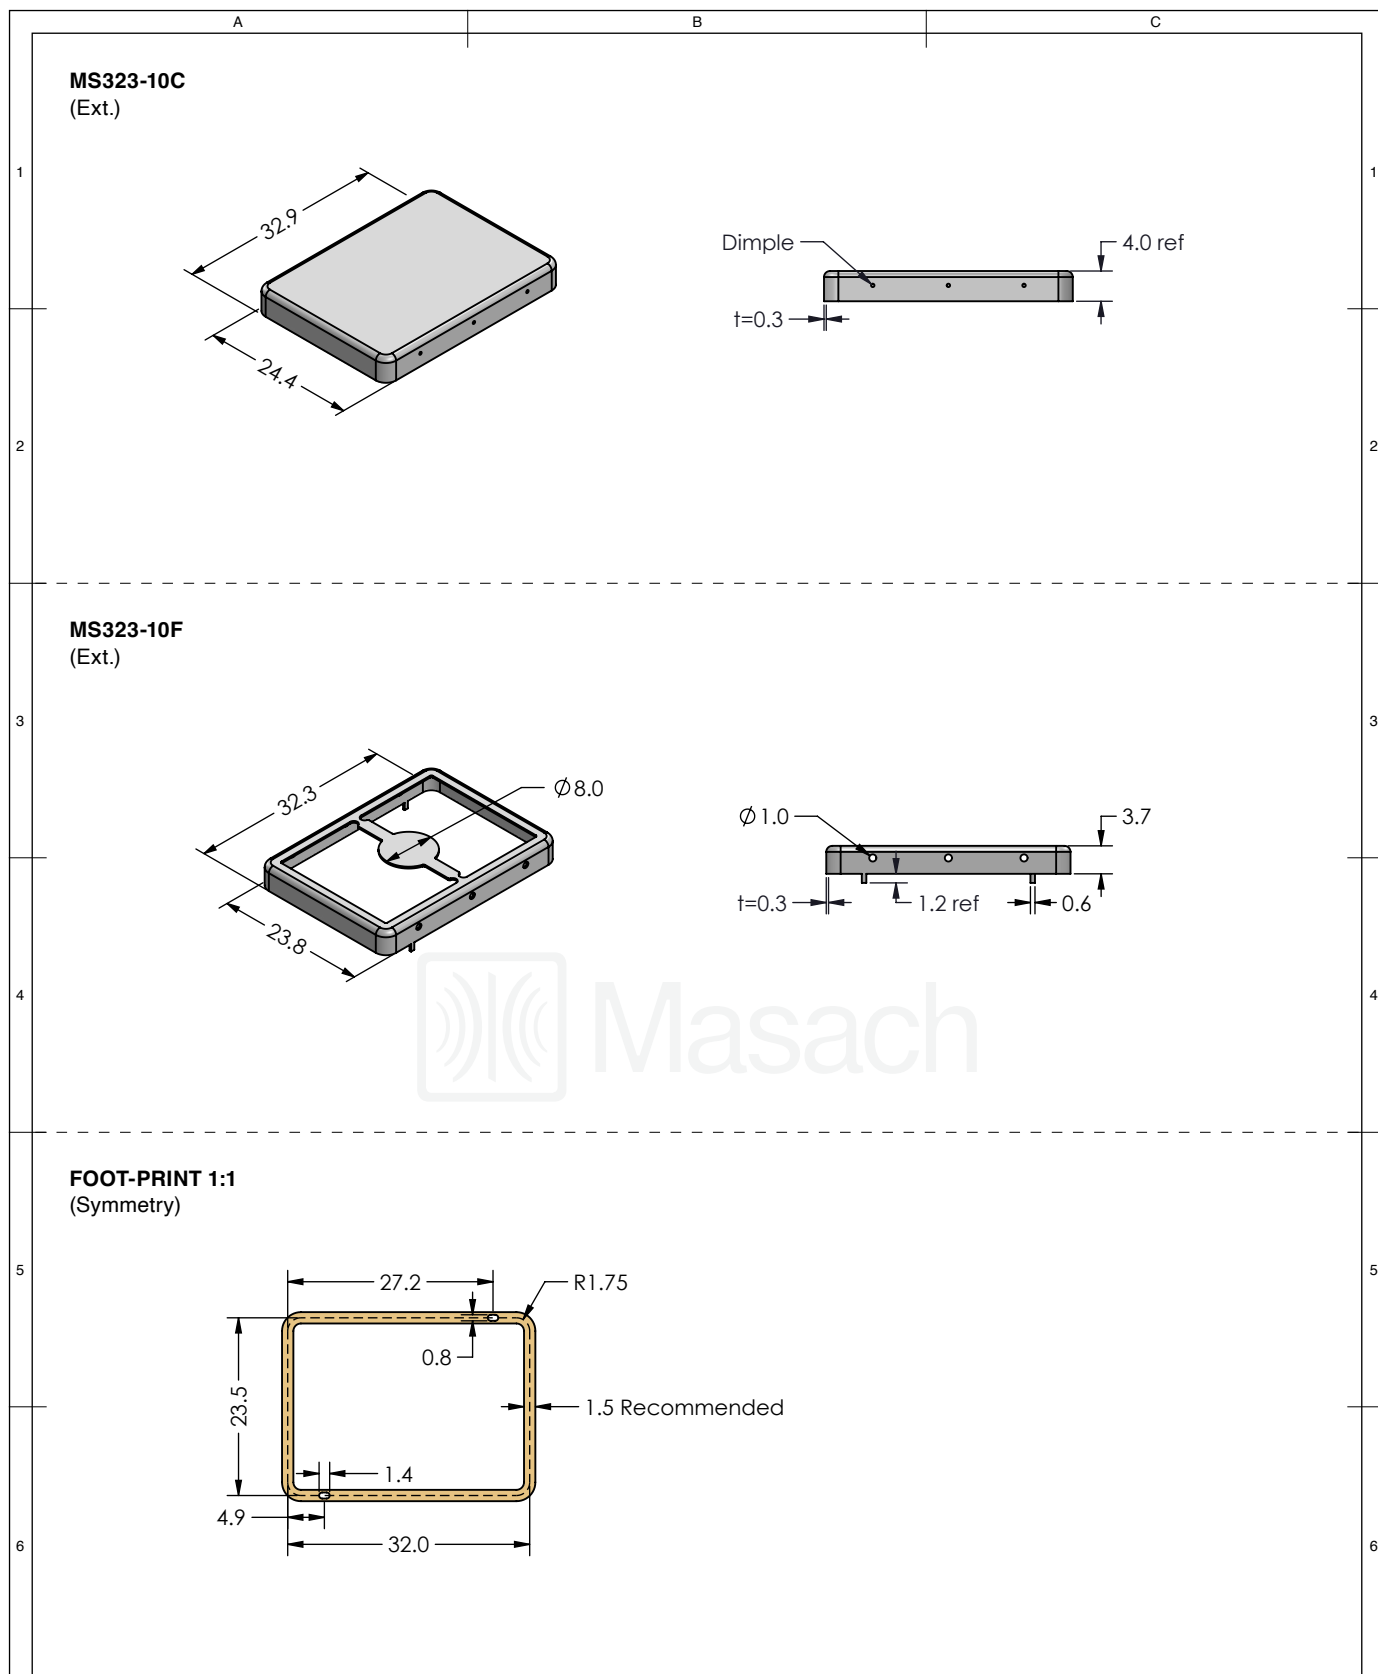 A B C
MS323-10C
(Ext.)
1 1
32.9
24.4
Dimple
4.0 ref
t=0.3
2 2
MS323-10F
(Ext.)
3 3
32.3
Ø8.0
23.8
Ø1.0
3.7
t=0.3
1.2 ref
0.6
4 4
Masach
FOOT-PRINT 1:1
(Symmetry)
5 5
27.2
R1.75
0.8
23.5
1.5 Recommended
1.4
4.9
32.0
6 6